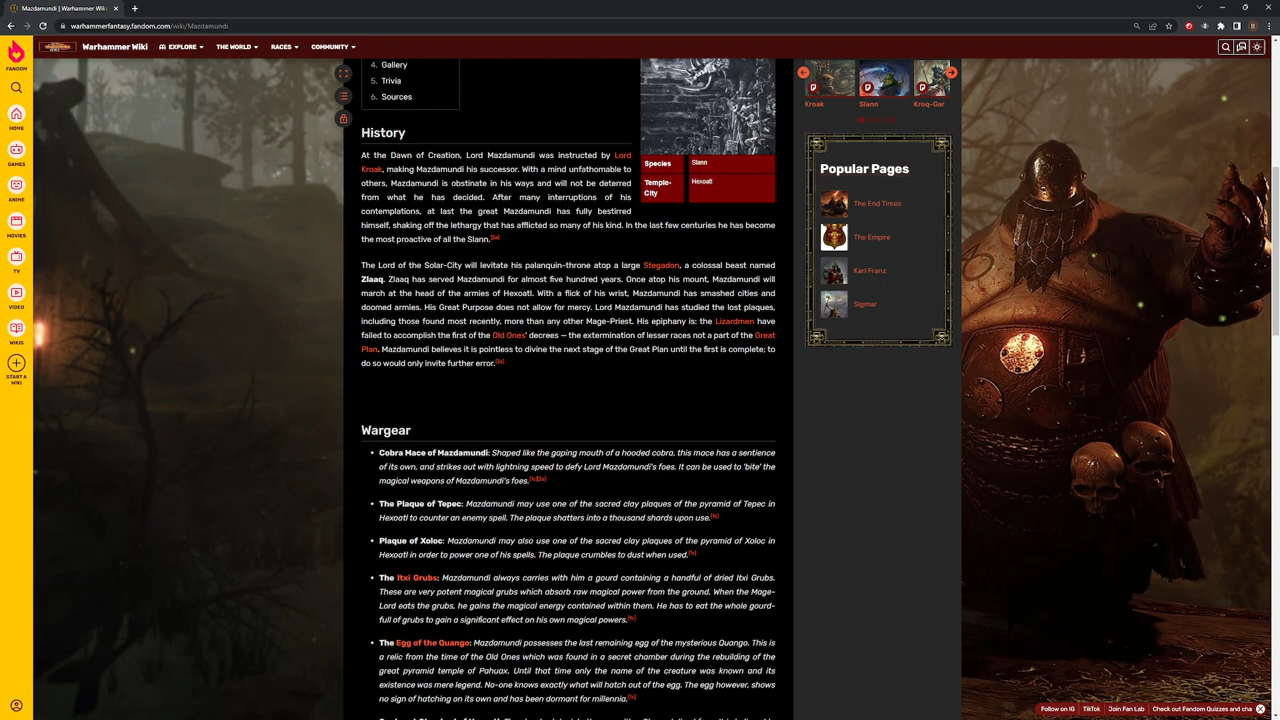 Mazdamundi | Warhammer Wiki
warhammerfantasy.fandom.com/wiki/Mazdamundi
FANDOM
HOME
GAMES
ANIME
MOVIES
TV
VIDEO
WIKIS
START A
WIKI
Warhammer Wiki
EXPLORE
THE WORLD
RACES
COMMUNITY
4. Gallery
5. Trivia
6. Sources
History
At the Dawn of Creation, Lord Mazdamundi was instructed by Lord
Kroak, making Mazdamundi his successor. With a mind unfathomable to
others, Mazdamundi is obstinate in his ways and will not be deterred
from what he has decided. After many interruptions of his
contemplations, at last the great Mazdamundi has fully bestirred
himself, shaking off the lethargy that has afflicted so many of his kind. In the last few centuries he has become
the most proactive of all the Slann.[2a]
Species
Slann
Temple-
City
Hexoatl
The Lord of the Solar-City will levitate his palanquin-throne atop a large Stegadon, a colossal beast named
Zlaaq. Zlaaq has served Mazdamundi for almost five hundred years. Once atop his mount, Mazdamundi will
march at the head of the armies of Hexoatl. With a flick of his wrist, Mazdamundi has smashed cities and
doomed armies. His Great Purpose does not allow for mercy. Lord Mazdamundi has studied the lost plaques,
including those found most recently, more than any other Mage-Priest. His epiphany is: the Lizardmen have
failed to accomplish the first of the Old Ones' decrees — the extermination of lesser races not a part of the Great
Plan. Mazdamundi believes it is pointless to divine the next stage of the Great Plan until the first is complete; to
do so would only invite further error.[2a]
Wargear
Cobra Mace of Mazdamundi: Shaped like the gaping mouth of a hooded cobra, this mace has a sentience
of its own, and strikes out with lightning speed to defy Lord Mazdamundi's foes. It can be used to 'bite' the
magical weapons of Mazdamundi's foes.[1c][2a]
The Plaque of Tepec: Mazdamundi may use one of the sacred clay plaques of the pyramid of Tepec in
Hexoatl to counter an enemy spell. The plaque shatters into a thousand shards upon use.[1c]
Plaque of Xoloc: Mazdamundi may also use one of the sacred clay plaques of the pyramid of Xoloc in
Hexoatl in order to power one of his spells. The plaque crumbles to dust when used.[1c]
The Itxi Grubs: Mazdamundi always carries with him a gourd containing a handful of dried Itxi Grubs.
These are very potent magical grubs which absorb raw magical power from the ground. When the Mage-
Lord eats the grubs, he gains the magical energy contained within them. He has to eat the whole gourd-
full of grubs to gain a significant effect on his own magical powers.[1c]
The Egg of the Quango: Mazdamundi possesses the last remaining egg of the mysterious Quango. This is
a relic from the time of the Old Ones which was found in a secret chamber during the rebuilding of the
great pyramid temple of Pahuax. Until that time only the name of the creature was known and its
existence was mere legend. No-one knows exactly what will hatch out of the egg. The egg however, shows
no sign of hatching on its own and has been dormant for millennia.[1c]
Kroak
Slann
Kroq-Gar
Popular Pages
The End Times
The Empire
Karl Franz
Sigmar
Follow on IG
TikTok
Join Fan Lab
Check out Fandom Quizzes and cha